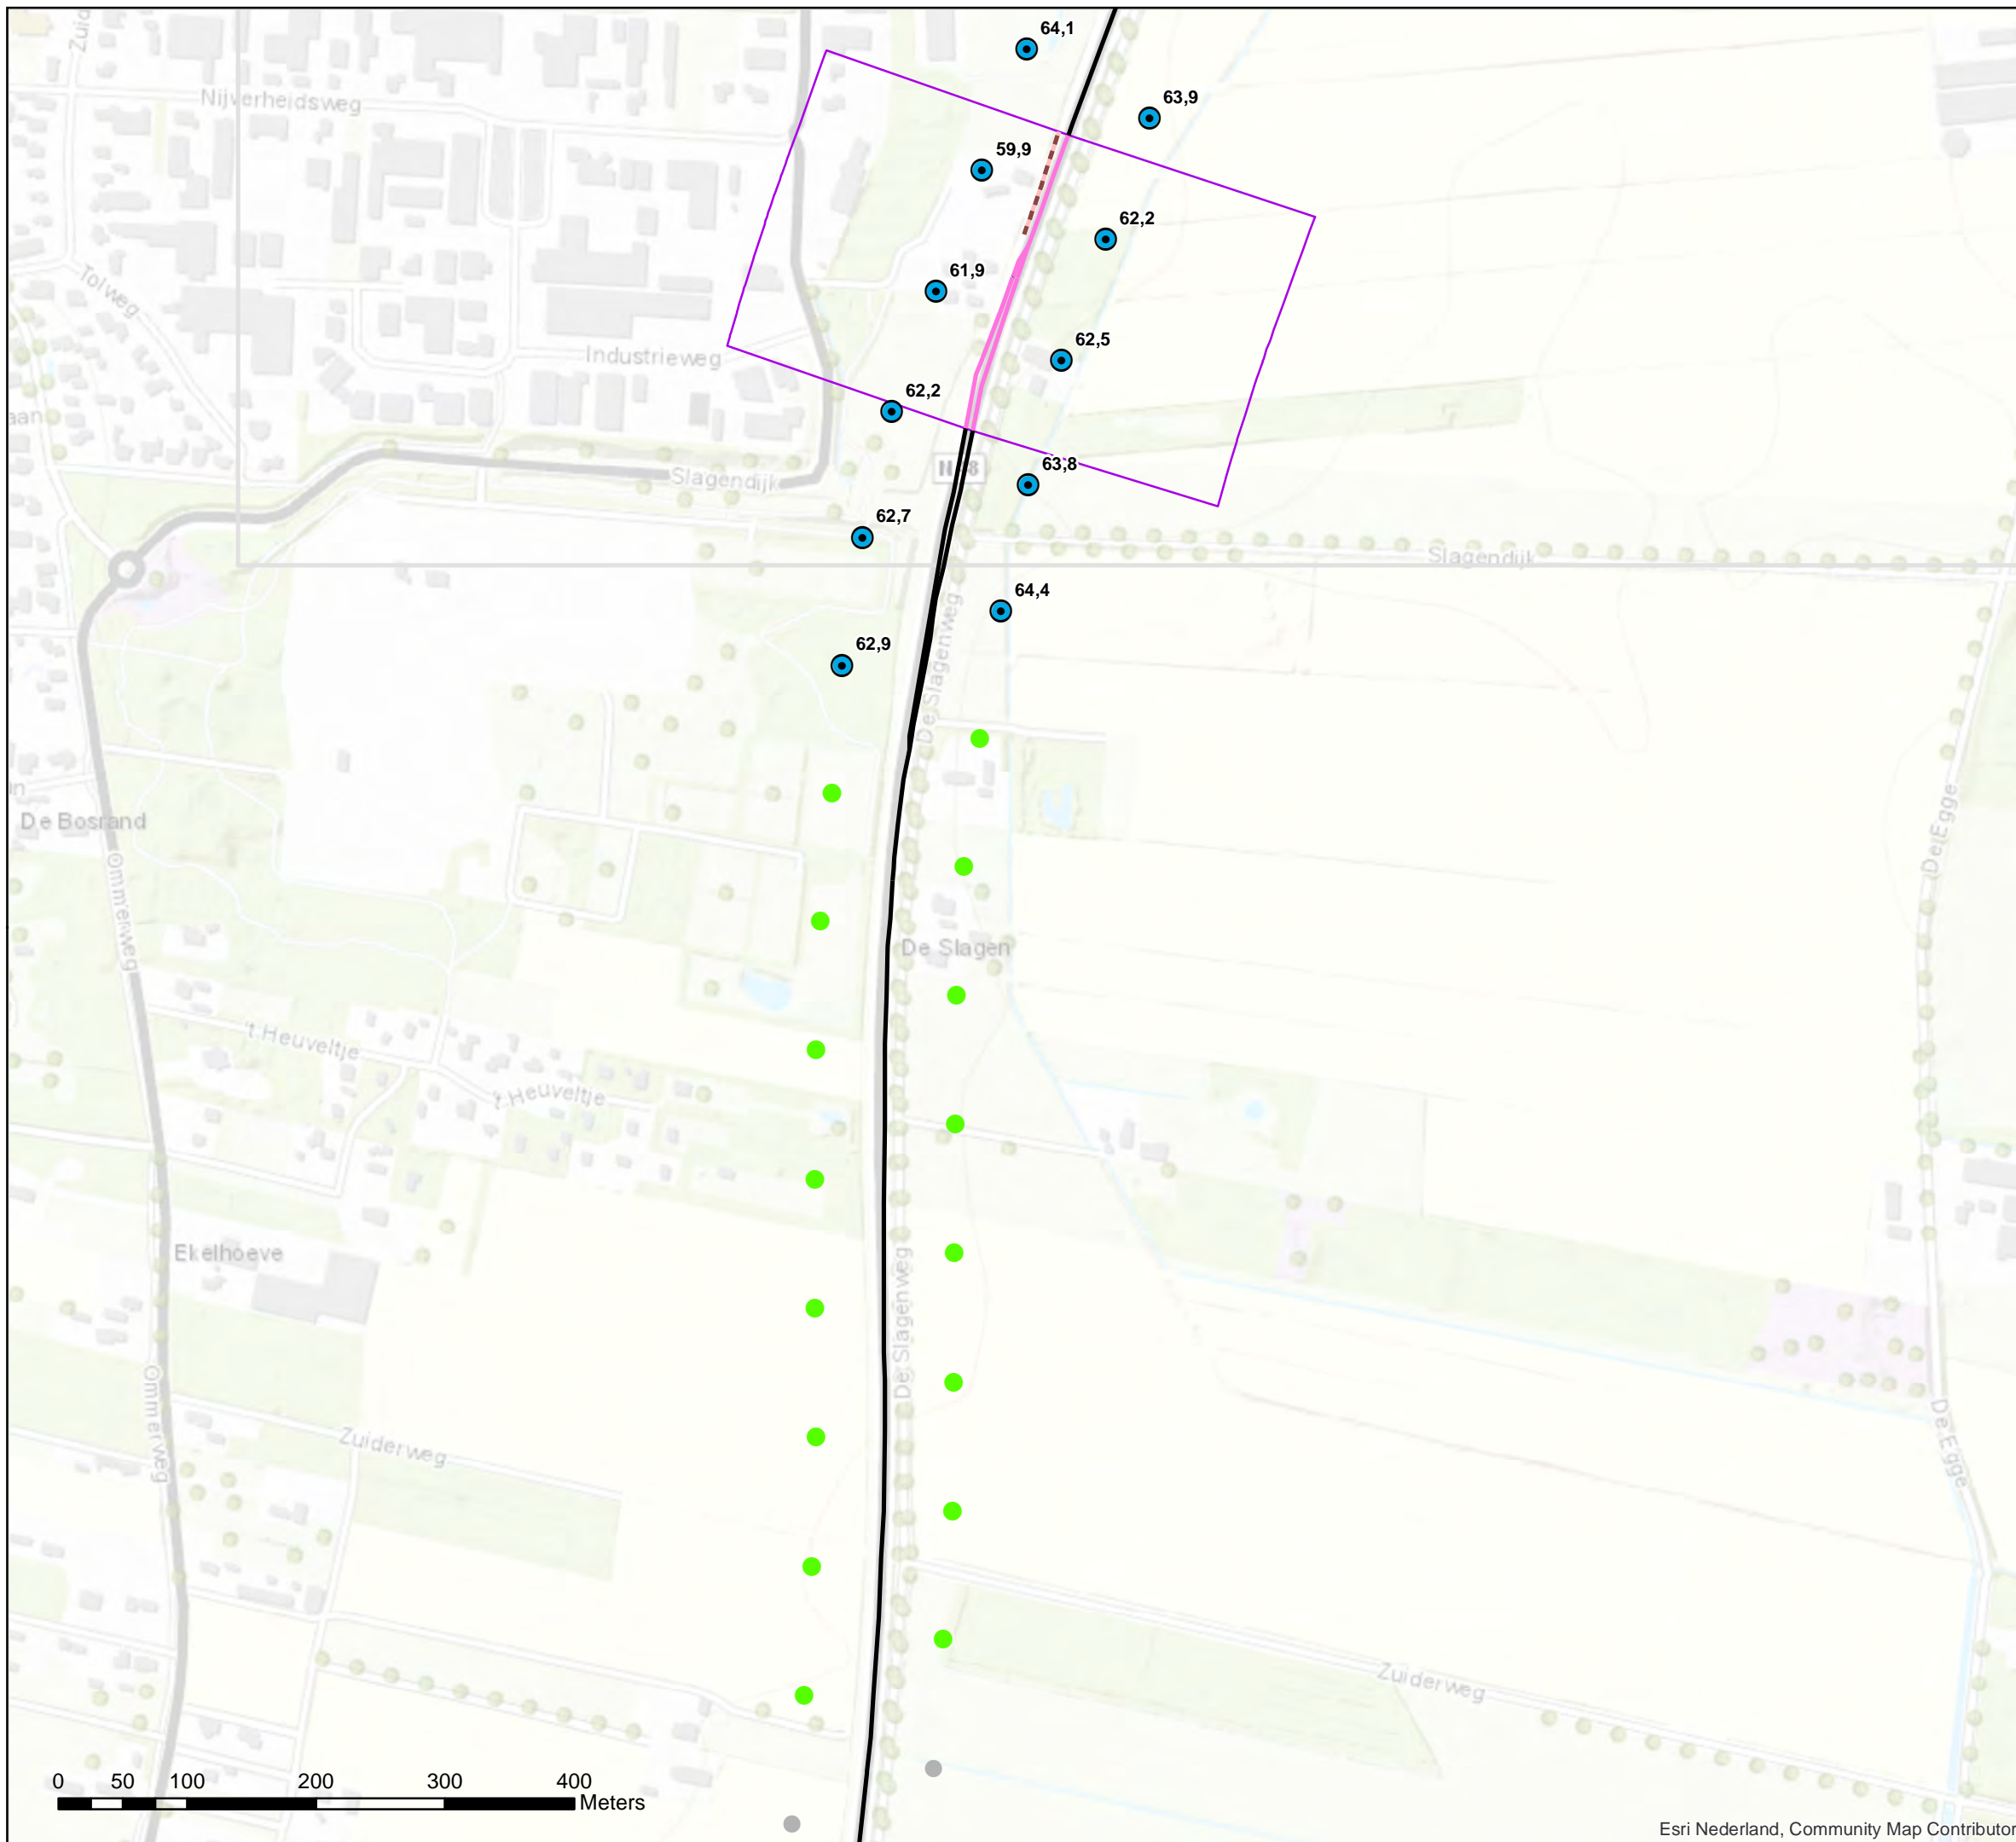 64,1
Nijverheidsweg
63,9
59,9
62,2
61,9
Tolweg
62,5
Industrieweg
62,2
aan
63,8
Slagendijk
62,7
Slagendijk
64,4
De Slagenweg
62,9
De Bosrand
De Egge
Ommerweg
De Slagen
't Heuveltje
't Heuveltje
Ekelhoeve
De Slagenweg
Ommerweg
De Egge
Zuiderweg
Zuiderweg
0 50 100 200 300 400
Meters
Esri Nederland, Community Map Contributor